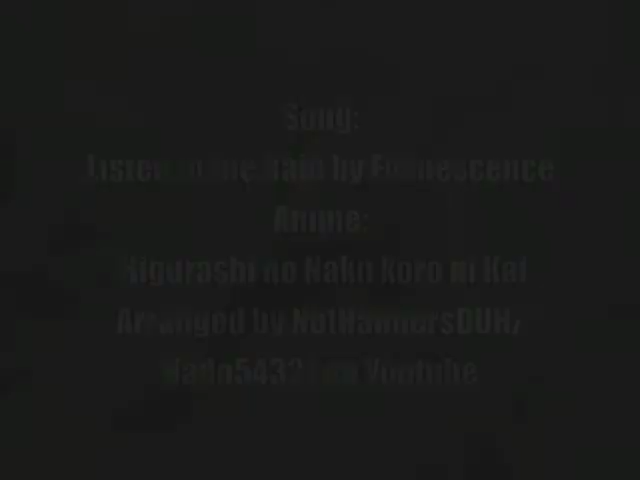 Song:
Listen to the Rain by Evanescence
Anime:
Higurashi no Naku koro ni Kai
Arranged by
on Youtube